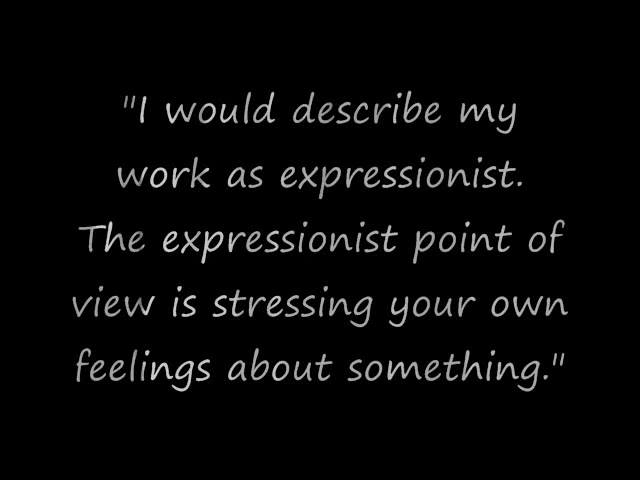 "I would describe my
work as expressionist.
The expressionist point of
view is stressing your own
feelings about something."